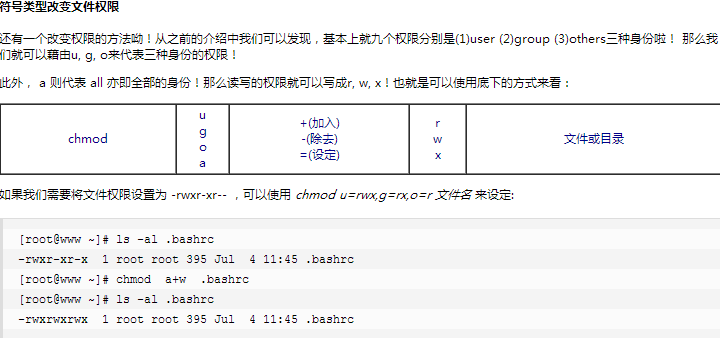 符号类型改变文件权限
还有一个改变权限的方法呦！从之前的介绍中我们可以发现，基本上就九个权限分别是(1)user (2)group (3)others三种身份啦！ 那么我
们就可以藉由u, g, o来代表三种身份的权限！
此外， a 则代表 all 亦即全部的身份！那么读写的权限就可以写成r, w, x！也就是可以使用底下的方式来看：
chmod
u
g
o
a
+(加入)
-(除去)
=(设定)
r
w
x
文件或目录
如果我们需要将文件权限设置为 -rwxr-xr-- ，可以使用 chmod u=rwx,g=rx,o=r 文件名 来设定:
[root@www ~]# ls -al .bashrc
-rwxr-xr-x  1 root root 395 Jul  4 11:45 .bashrc
[root@www ~]# chmod  a+w  .bashrc
[root@www ~]# ls -al .bashrc
-rwxrwxrwx  1 root root 395 Jul  4 11:45 .bashrc